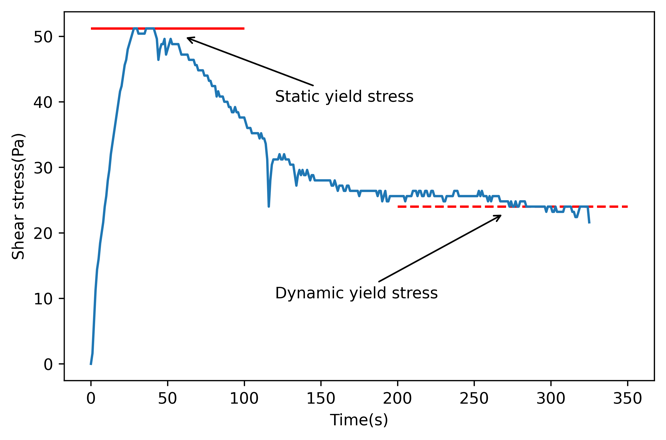 50
40
30
20
10
0
Shear stress(Pa)
Static yield stress
Dynamic yield stress
0 50 100 150 200 250 300 350
Time(s)